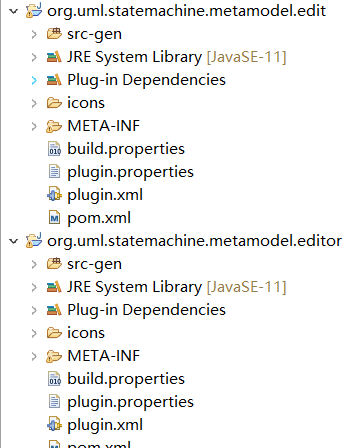 org.uml.statemachine.metamodel.edit
src-gen
JRE System Library [JavaSE-11]
Plug-in Dependencies
icons
META-INF
build.properties
plugin.properties
plugin.xml
pom.xml
org.uml.statemachine.metamodel.editor
src-gen
JRE System Library [JavaSE-11]
Plug-in Dependencies
icons
META-INF
build.properties
plugin.properties
plugin.xml
pom.xml